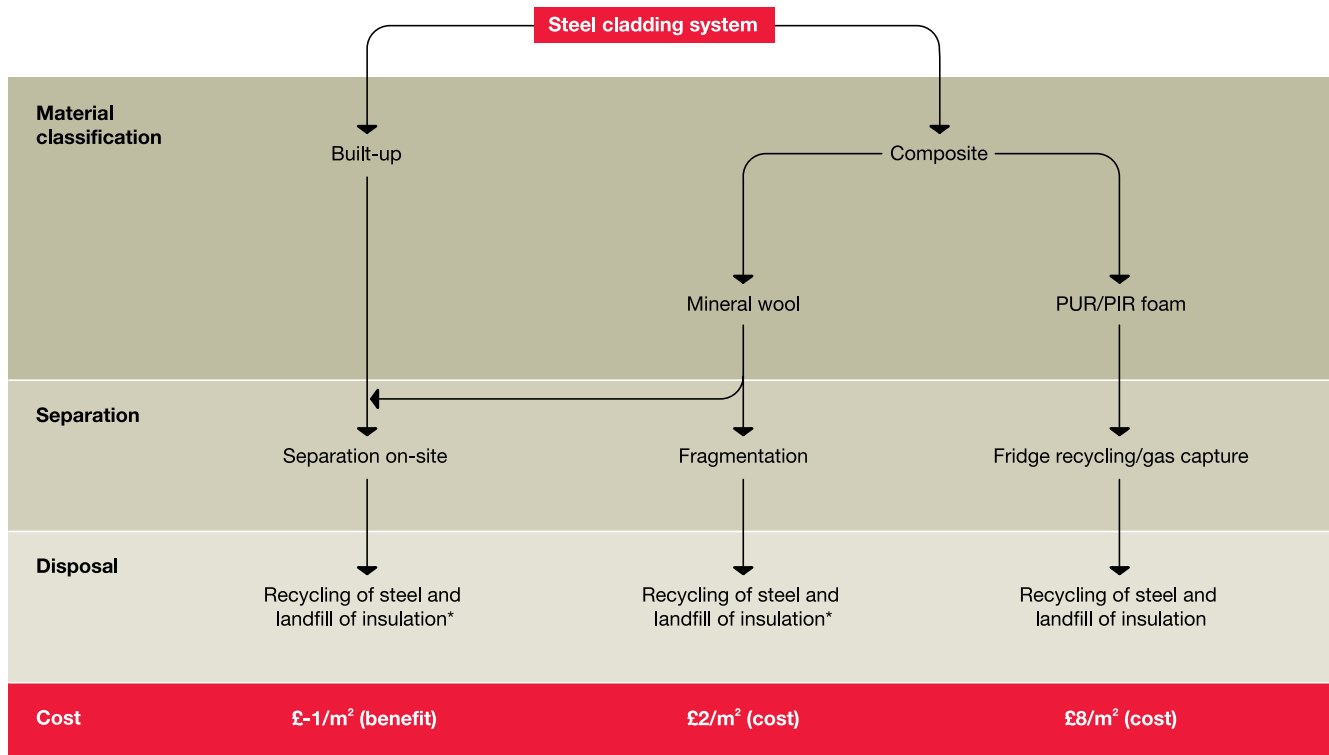 Steel cladding system
Material
classification
Built-up
Composite
Mineral wool
PUR/PIR foam
Separation
Separation on-site
Fragmentation
Fridge recycling/gas capture
Disposal
Recycling of steel and
landfill of insulation*
Recycling of steel and
landfill of insulation*
Recycling of steel and
landfill of insulation
Cost
£-1/m² (benefit)
£2/m² (cost)
£8/m² (cost)